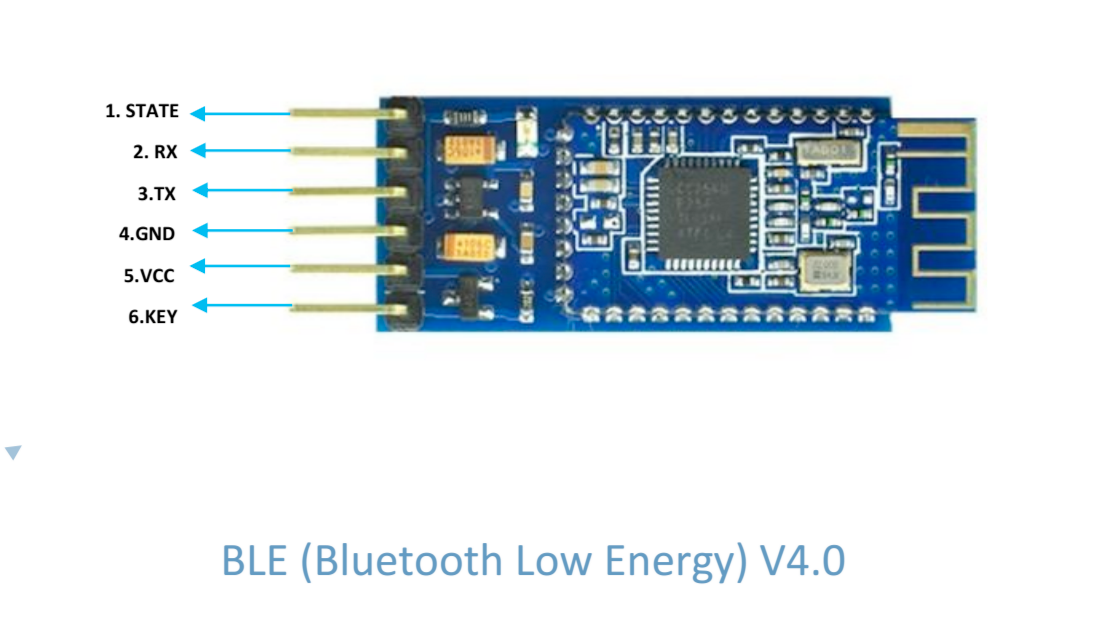 1. STATE
2. RX
3.TX
4.GND
5.VCC
6.KEY
BLE (Bluetooth Low Energy) V4.0